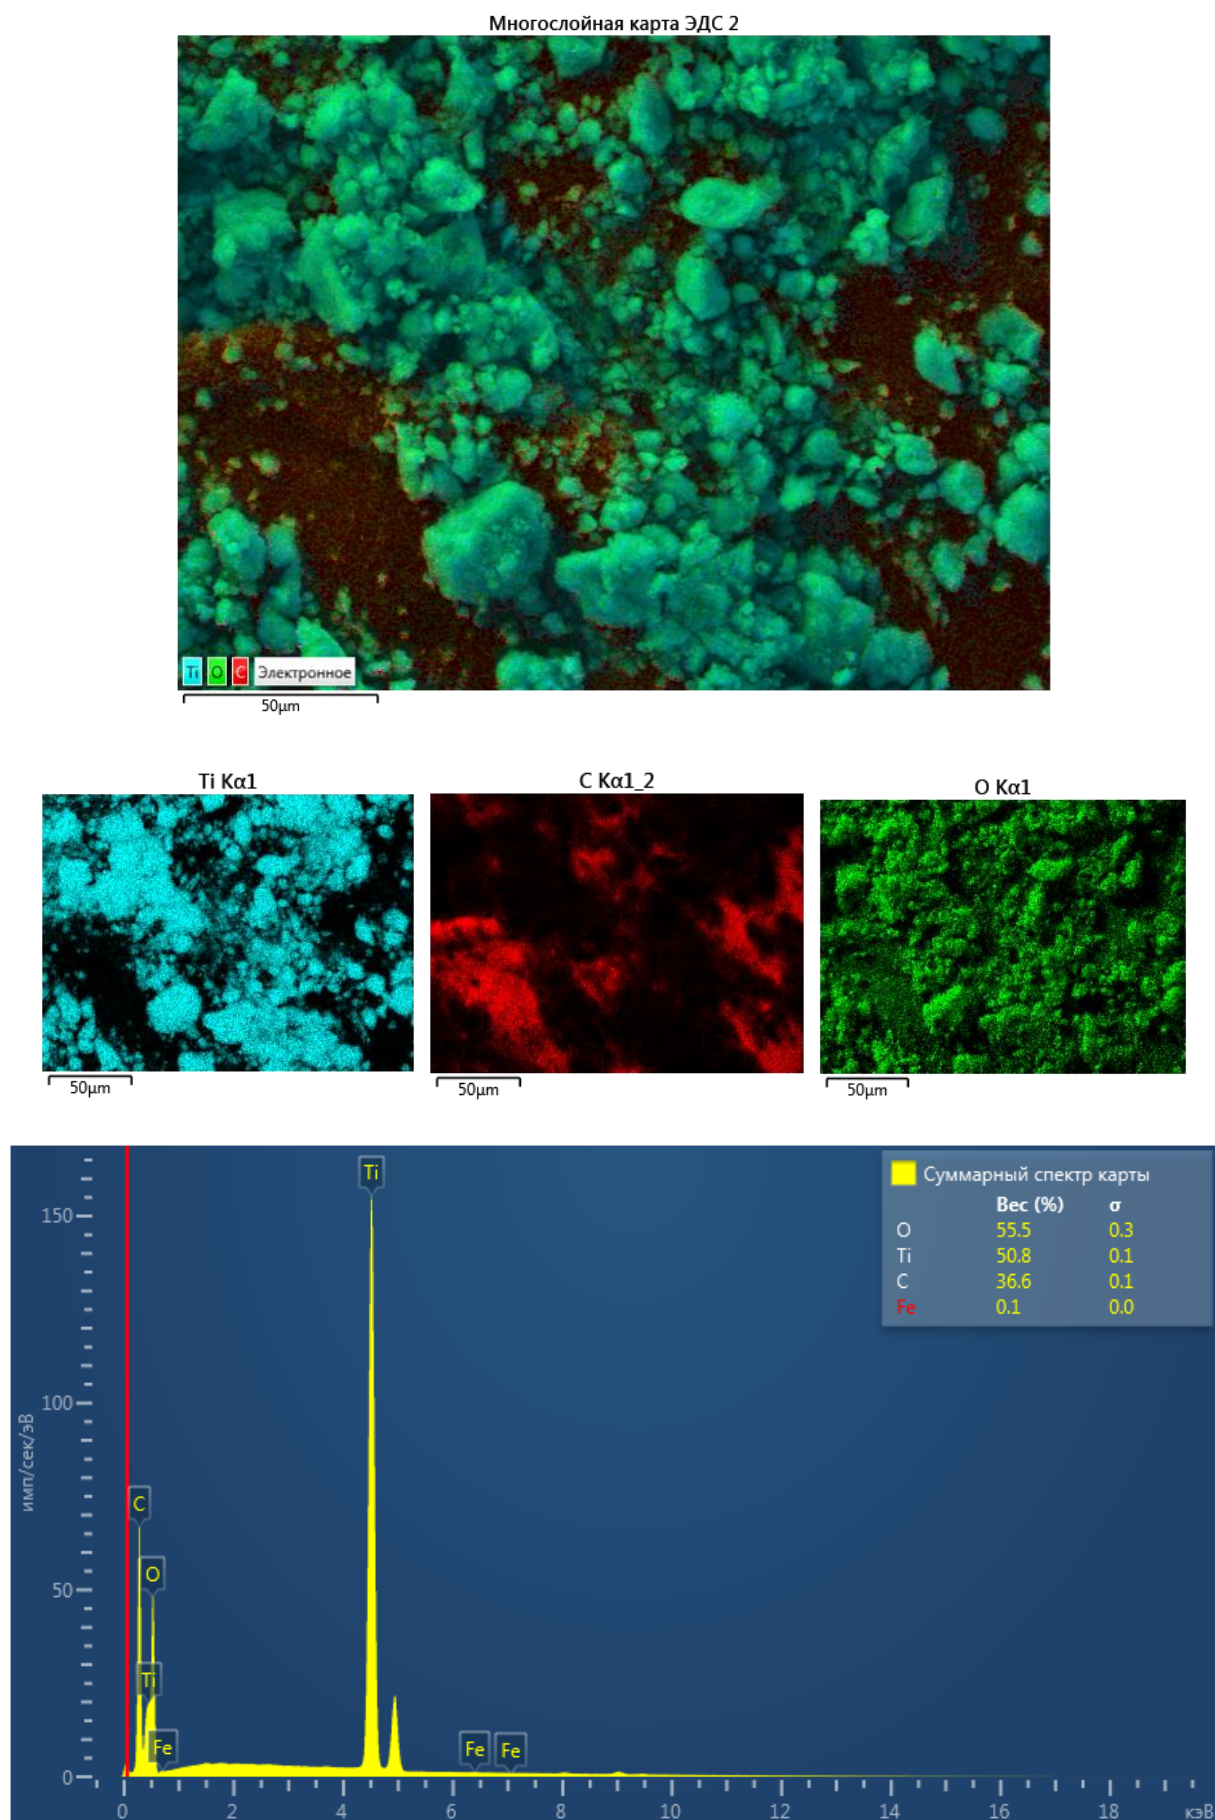 Многослойная карта ЭДС 2
Ti O C Электронное
50µm
Ti Kα1
C Kα1_2
O Kα1
50µm
50µm
50µm
Суммарный спектр карты
Вес (%) σ
O 55.5 0.3
Ti 50.8 0.1
C 36.6 0.1
Fe 0.1 0.0
Ti
150
100
имп/сек/эВ
C
O
50
Ti
Fe
Fe
Fe
0
0 2 4 6 8 10 12 14 16 18 кэВ